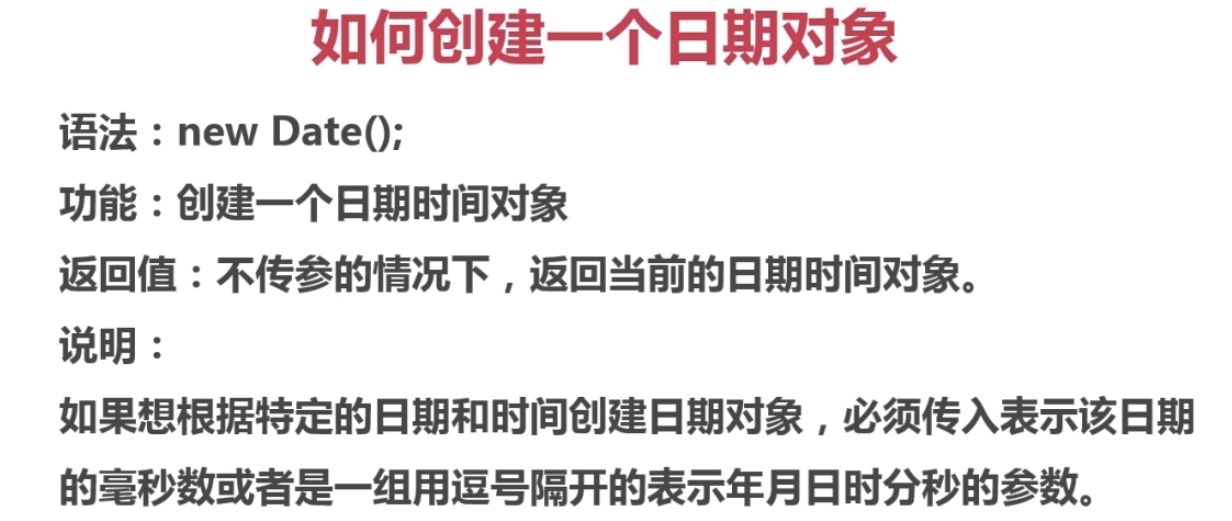 如何创建一个日期对象
语法：new Date();
功能：创建一个日期时间对象
返回值：不传参的情况下，返回当前的日期时间对象。
说明：
如果想根据特定的日期和时间创建日期对象，必须传入表示该日期
的毫秒数或者是一组用逗号隔开的表示年月日时分秒的参数。